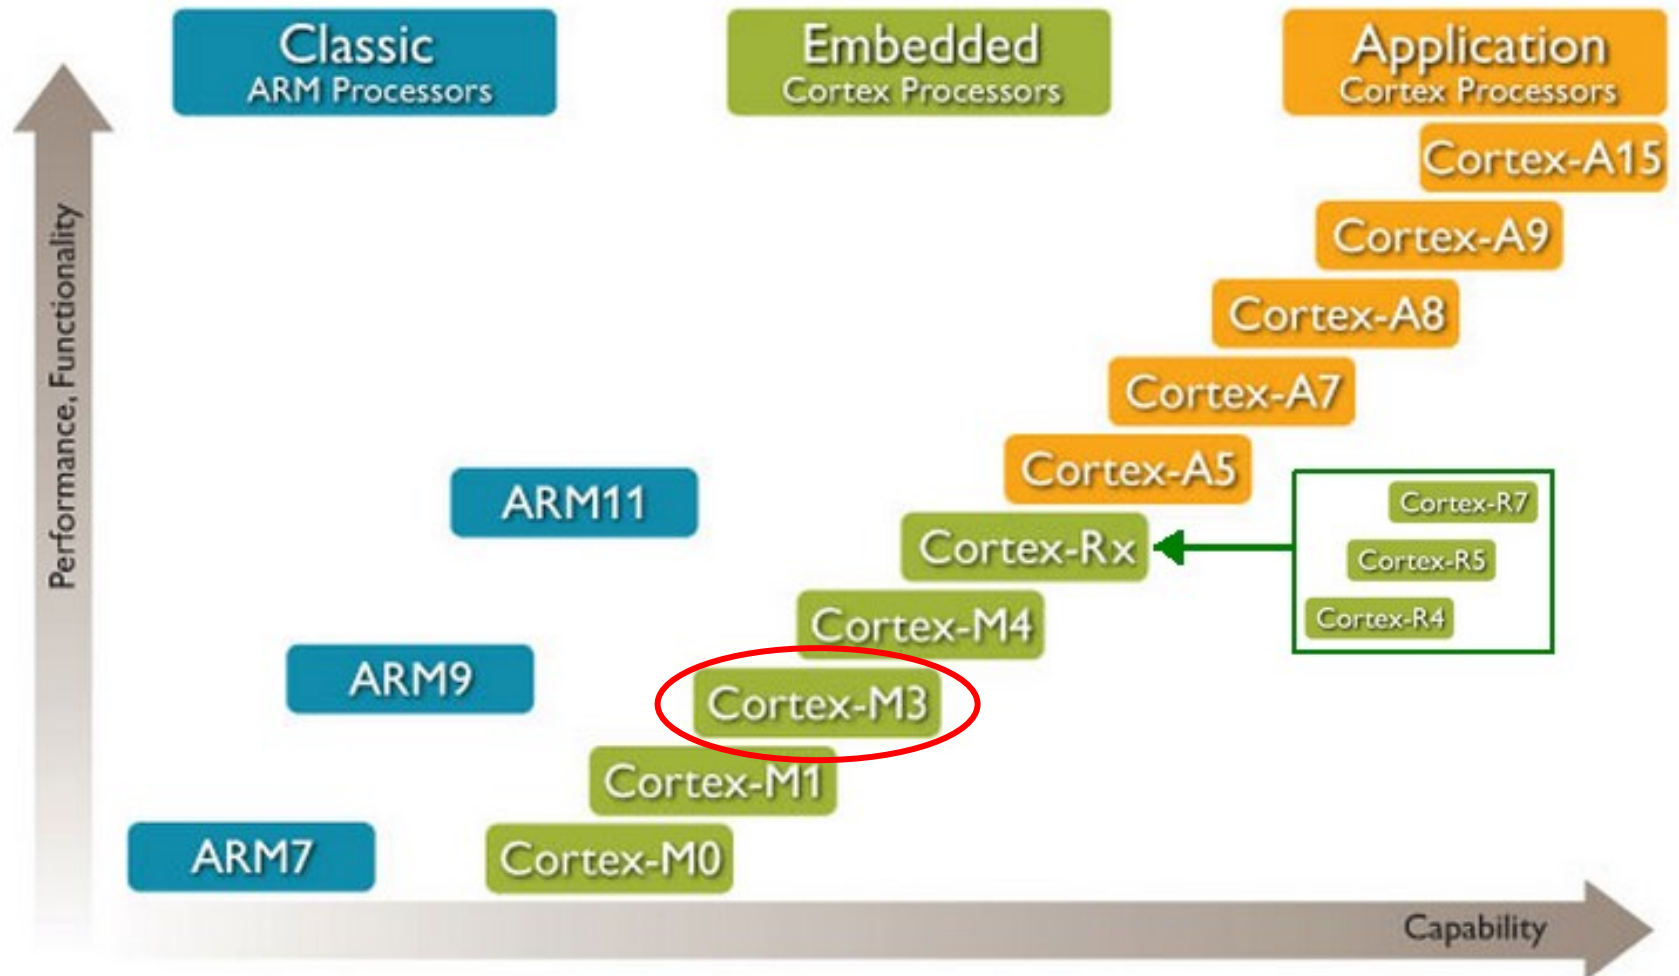 Classic
ARM Processors
Embedded
Cortex Processors
Application
Cortex Processors
Cortex-A15
Cortex-A9
Cortex-A8
Cortex-A7
Cortex-A5
ARM11
Cortex-R7
Cortex-Rx
Cortex-R5
Cortex-R4
Cortex-M4
ARM9
Cortex-M3
Cortex-M1
ARM7
Cortex-M0
Performance, Functionality
Capability